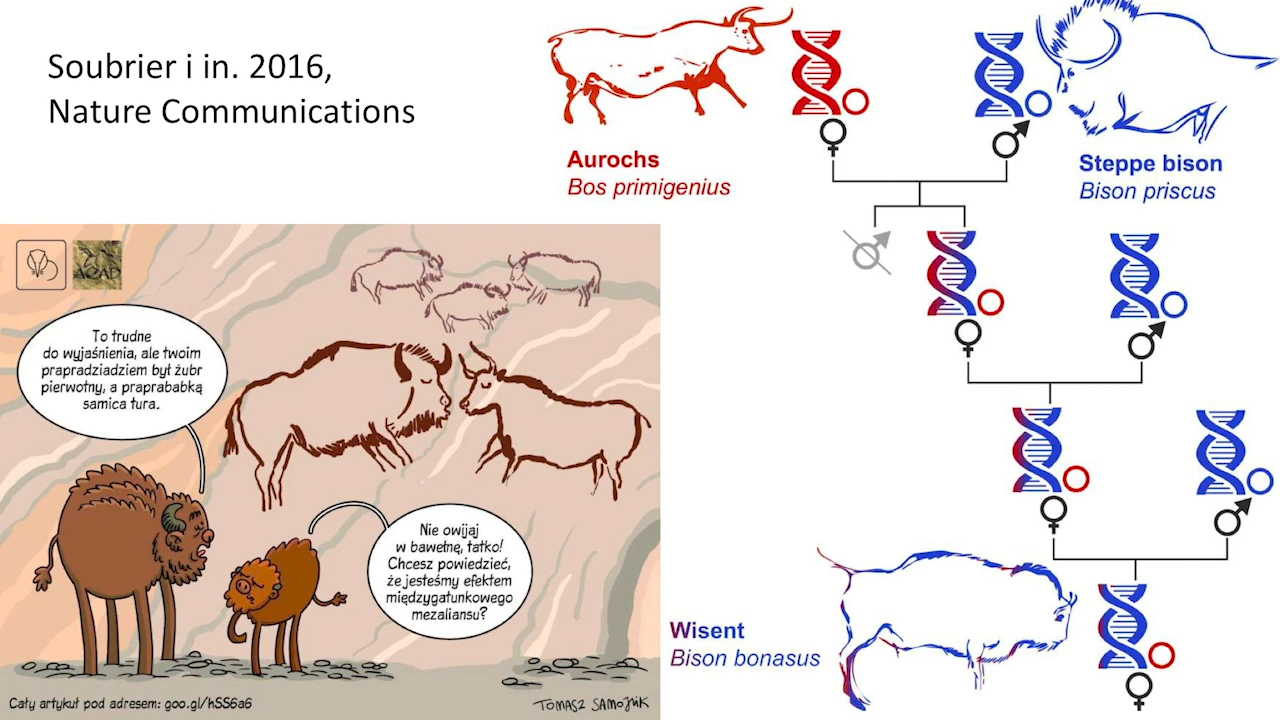 Soubrier i in. 2016,
Nature Communications
Aurochs
Bos primigenius
Steppe bison
Bison priscus
ACAD
To trudne
do wyjaśnienia, ale twoim
prapradziadziem był żubr
pierwotny, a praprababką
samica tura.
Nie owijaj
w bawełnę, tatko!
Chcesz powiedzieć,
że jesteśmy efektem
międzygatunkowego
mezaliansu?
Wisent
Bison bonasus
Cały artykuł pod adresem: goo.gl/hSS6a6
TOMASZ SAMOJLIK